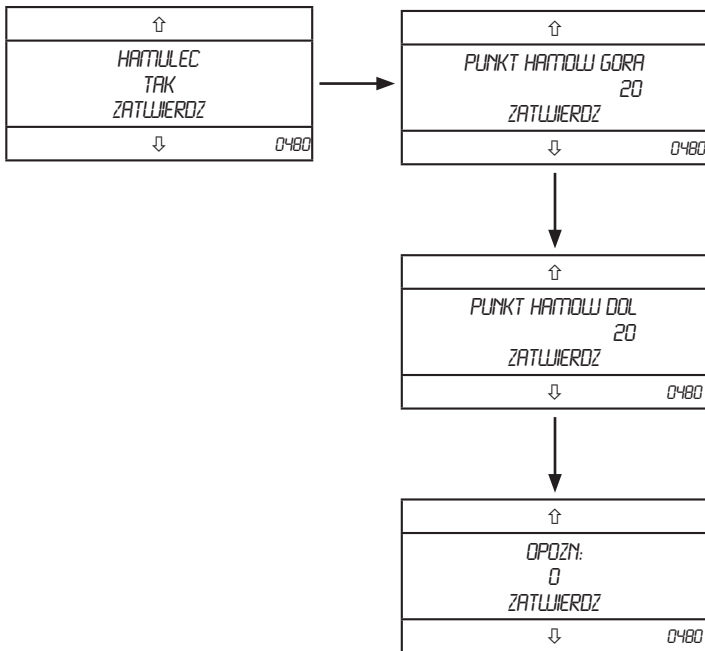 ⇧
HAMULEC
TAK
ZATWIERDZ
⇩ 0480
⇧
PUNKT HAMOW GORA
20
ZATWIERDZ
⇩ 0480
⇧
PUNKT HAMOW DOL
20
ZATWIERDZ
⇩ 0480
⇧
OPOZN:
0
ZATWIERDZ
⇩ 0480